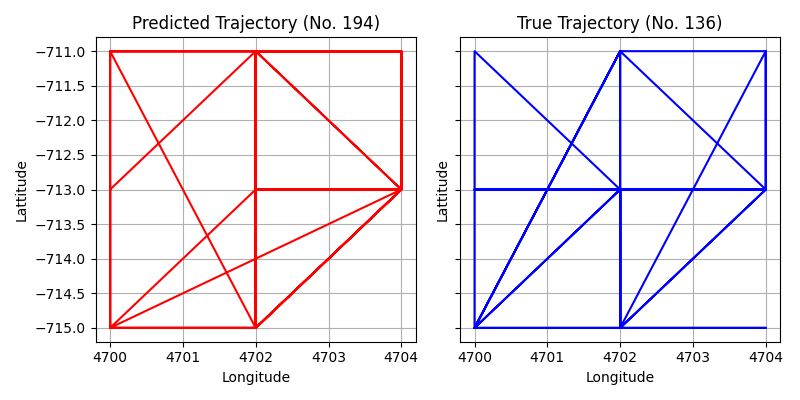 Predicted Trajectory (No. 194)
True Trajectory (No. 136)
Lattitude
−711.0
−711.5
−712.0
−712.5
−713.0
−713.5
−714.0
−714.5
−715.0
4700 4701 4702 4703 4704
Longitude
Lattitude
4700 4701 4702 4703 4704
Longitude